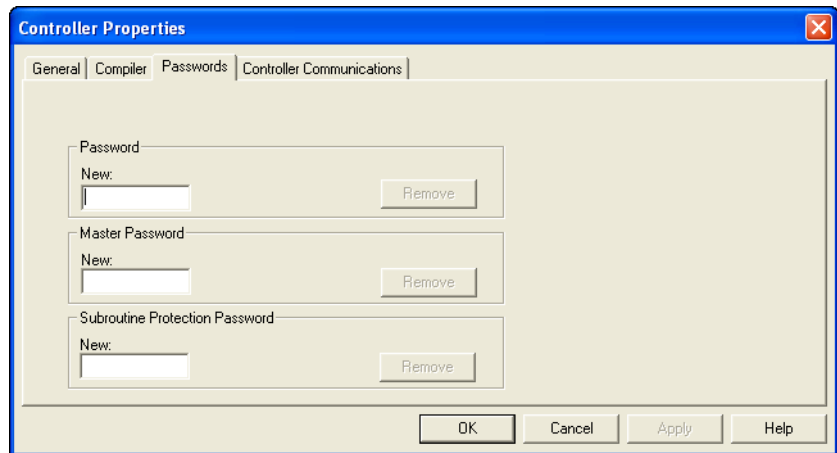 Controller Properties
General Compiler Passwords Controller Communications
Password
New:
Remove
Master Password
New:
Remove
Subroutine Protection Password
New:
Remove
OK Cancel Apply Help